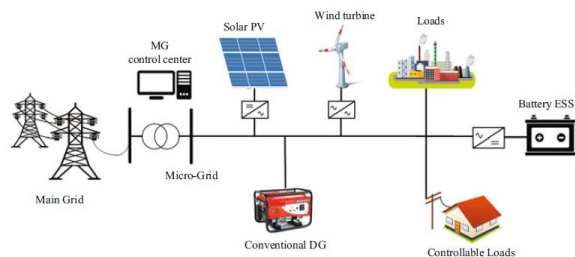 Solar PV
Wind turbine
Loads
MG
control center
Battery ESS
Main Grid
Micro-Grid
Conventional DG
Controllable Loads